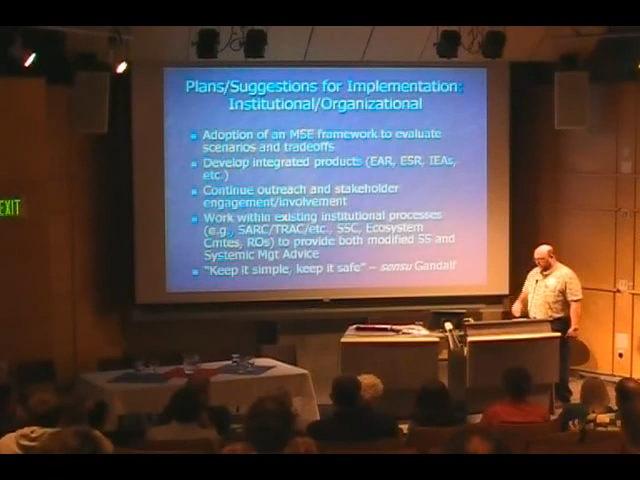 Plans/Suggestions for Implementation:
Institutional/Organizational
Adoption of an MSE framework to evaluate
scenarios and tradeoffs
Develop integrated products (EAR, ESR, IEAs,
etc.)
Continue outreach and stakeholder
engagement/involvement
Work within existing institutional processes
(e.g., SARC/TRAC/etc., SSC, Ecosystem
Cmtes, ROs) to provide both modified SS and
Systemic Mgt Advice
"Keep it simple, keep it safe" – sensu Gandalf
EXIT